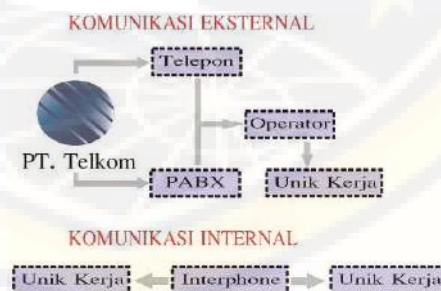 KOMUNIKASI EKSTERNAL
Telepon
Operator
PT. Telkom
PABX
Unik Kerja
KOMUNIKASI INTERNAL
Unik Kerja
Interphone
Unik Kerja